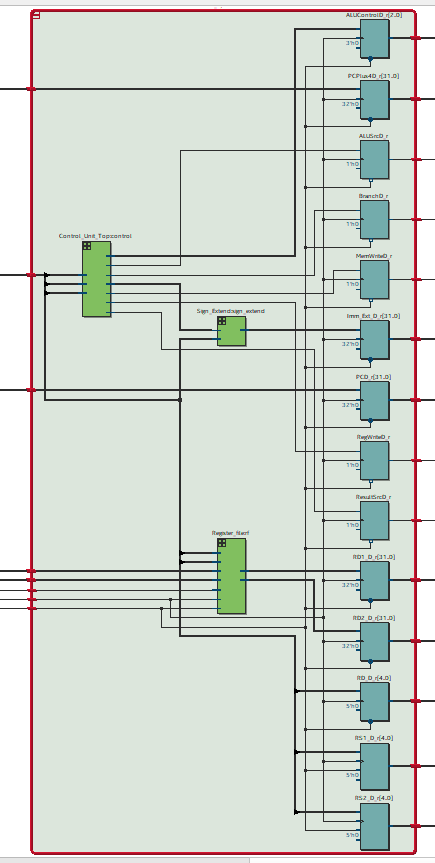 ALUControlD_r[2,0]
3'h0
PCPlus4D_r[31,0]
32'h0
ALUSrcD_r
1'h0
BranchD_r
1'h0
Control_Unit_Top:control
MemWriteD_r
1'h0
Sign_Extend:sign_extend
Imm_Ext_D_r[31,0]
32'h0
PCD_r[31,0]
32'h0
RegWriteD_r
1'h0
ResultSrcD_r
1'h0
Register_file:rf
RD1_D_r[31,0]
32'h0
RD2_D_r[31,0]
32'h0
RD_D_r[4,0]
5'h0
RS1_D_r[4,0]
5'h0
RS2_D_r[4,0]
5'h0